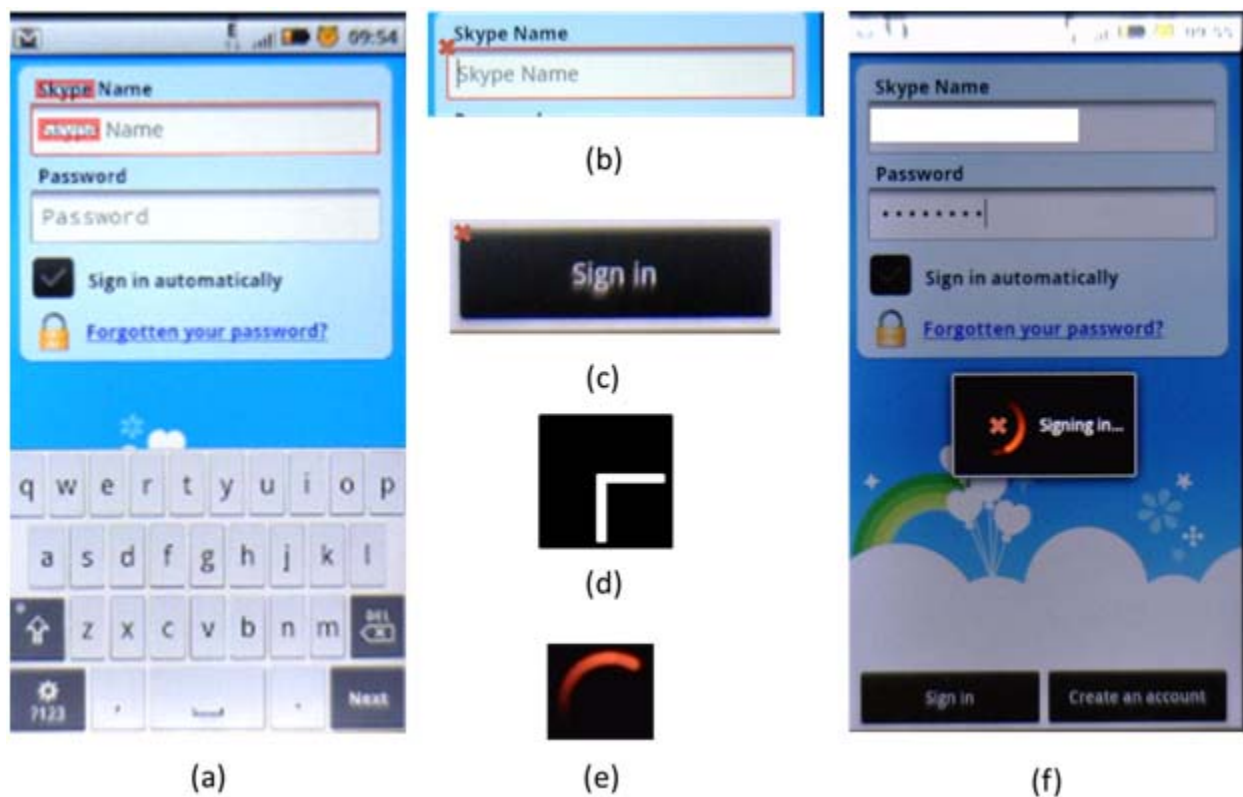 09:54
Skype Name
Skype Name
Password
Password
Sign in automatically
Forgotten your password?
q w e r t y u i o p
a s d f g h j k l
z x c v b n m DEL
?123 , . Next
(a)
Skype Name
Skype Name
(b)
Sign in
(c)
(d)
(e)
09:55
Skype Name
Password
Sign in automatically
Forgotten your password?
Signing in...
Sign in
Create an account
(f)